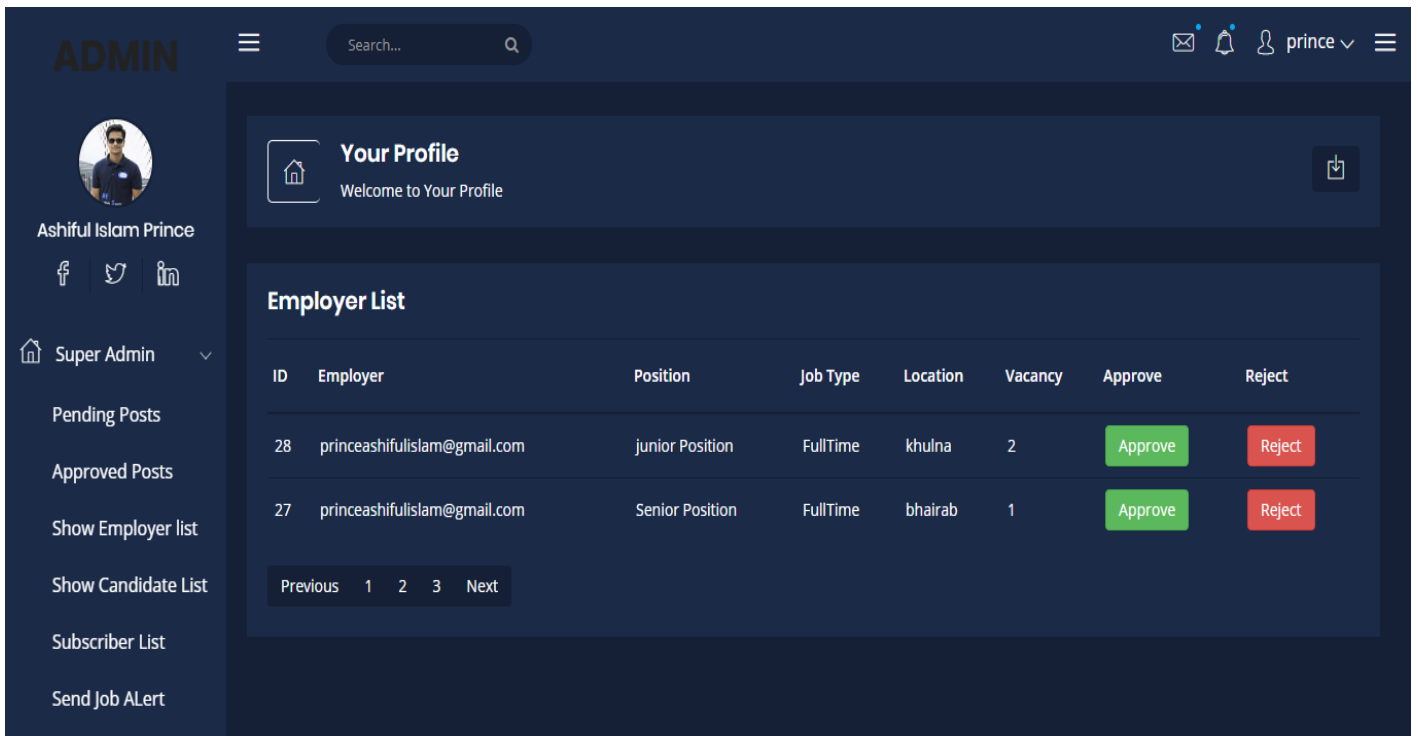 ADMIN
Search...
prince
Ashiful Islam Prince
Super Admin
Pending Posts
Approved Posts
Show Employer list
Show Candidate List
Subscriber List
Send Job ALert
Your Profile
Welcome to Your Profile
Employer List
ID Employer Position Job Type Location Vacancy Approve Reject
28 princeashifulislam@gmail.com junior Position FullTime khulna 2 Approve Reject
27 princeashifulislam@gmail.com Senior Position FullTime bhairab 1 Approve Reject
Previous 1 2 3 Next